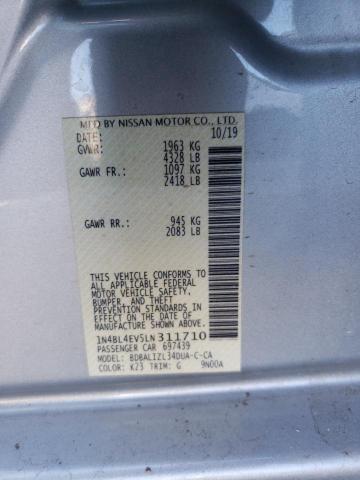 MFD BY NISSAN MOTOR CO., LTD.
DATE: 10/19
GVWR: 1963 KG
4328 LB
GAWR FR.: 1097 KG
2418 LB
GAWR RR.: 945 KG
2083 LB
THIS VEHICLE CONFORMS TO
ALL APPLICABLE FEDERAL
MOTOR VEHICLE SAFETY,
BUMPER, AND THEFT
PREVENTION STANDARDS IN
EFFECT ON THE DATE OF
MANUFACTURE SHOWN ABOVE.
1N4BL4EV5LN311710
PASSENGER CAR 697439
MODEL: BDBALIZL34DUA-C-CA
COLOR: K23 TRIM: G 9N00A